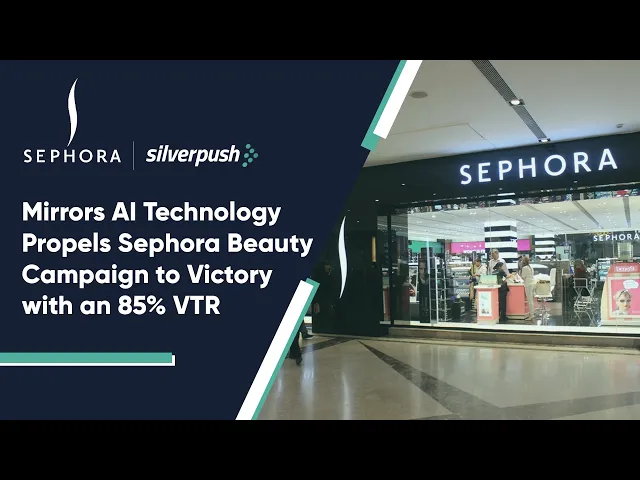 SEPHORA | silverpush
Mirrors AI Technology
Propels Sephora Beauty
Campaign to Victory
with an 85% VTR
SEPHORA
SEPHORA